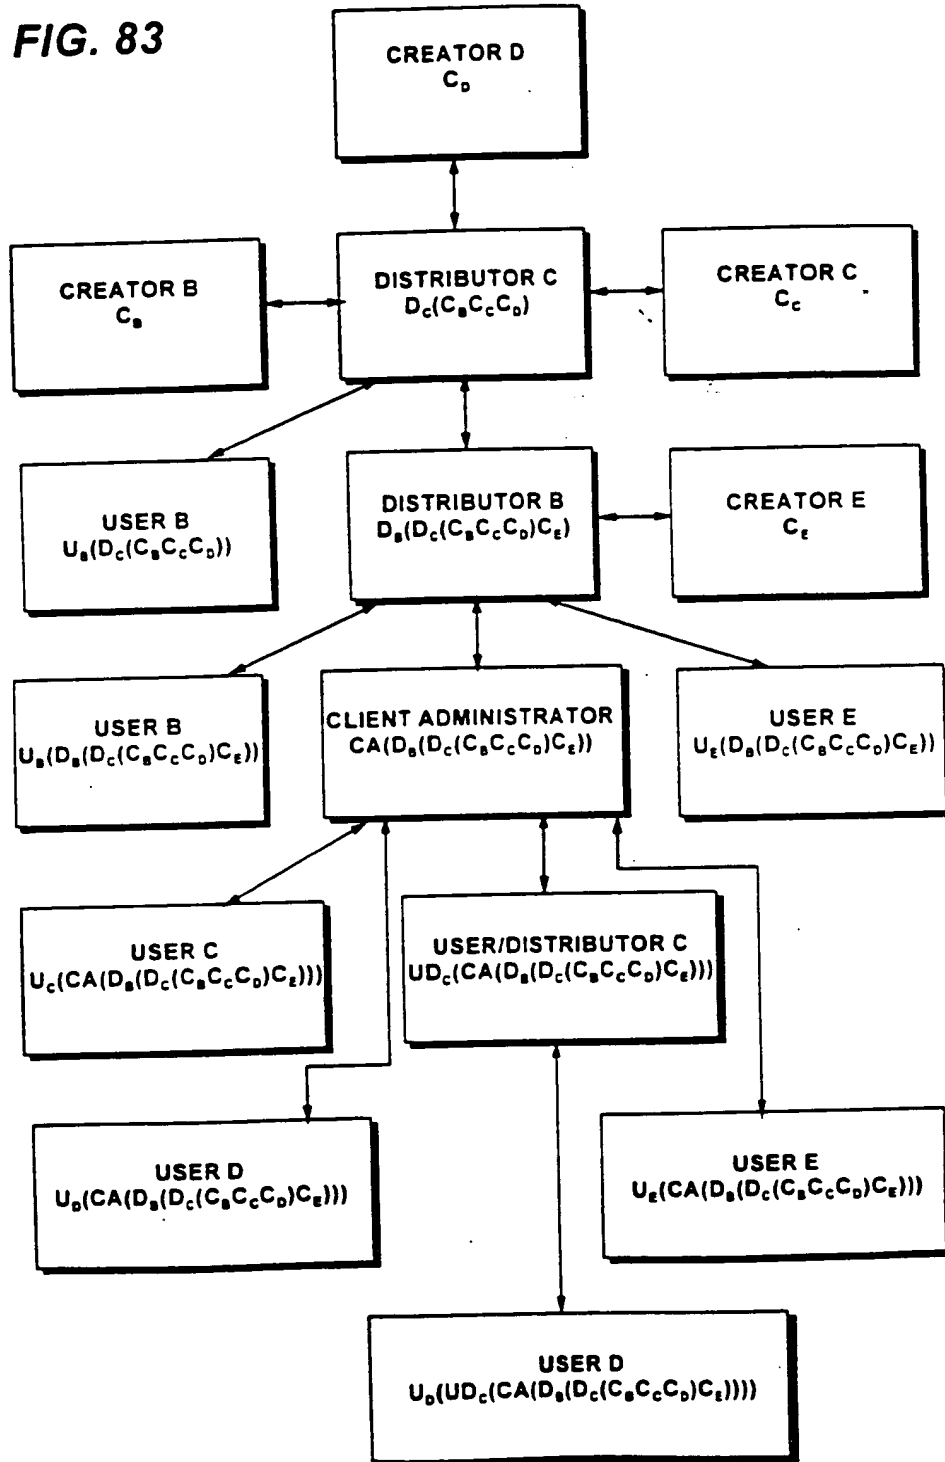 FIG. 83
CREATOR D
C_D
CREATOR B
C_B
DISTRIBUTOR C
D_C(C_BC_CC_D)
CREATOR C
C_C
USER B
U_B(D_C(C_BC_CC_D))
DISTRIBUTOR B
D_B(D_C(C_BC_CC_D)C_E)
CREATOR E
C_E
USER B
U_B(D_B(D_C(C_BC_CC_D)C_E))
CLIENT ADMINISTRATOR
CA(D_B(D_C(C_BC_CC_D)C_E))
USER E
U_E(D_B(D_C(C_BC_CC_D)C_E))
USER C
U_C(CA(D_B(D_C(C_BC_CC_D)C_E)))
USER/DISTRIBUTOR C
UD_C(CA(D_B(D_C(C_BC_CC_D)C_E)))
USER D
U_D(CA(D_B(D_C(C_BC_CC_D)C_E)))
USER E
U_E(CA(D_B(D_C(C_BC_CC_D)C_E)))
USER D
U_D(UD_C(CA(D_B(D_C(C_BC_CC_D)C_E))))